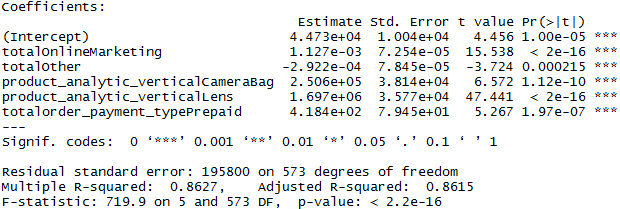 Coefficients:
Estimate Std. Error t value Pr(>|t|)
(Intercept) 4.473e+04 1.004e+04 4.456 1.00e-05 ***
totalOnlineMarketing 1.127e-03 7.254e-05 15.538 < 2e-16 ***
totalOther -2.922e-04 7.845e-05 -3.724 0.000215 ***
product_analytic_verticalCameraBag 2.506e+05 3.814e+04 6.572 1.12e-10 ***
product_analytic_verticalLens 1.697e+06 3.577e+04 47.441 < 2e-16 ***
totalorder_payment_typePrepaid 4.184e+02 7.945e+01 5.267 1.97e-07 ***
---
Signif. codes: 0 ‘***’ 0.001 ‘**’ 0.01 ‘*’ 0.05 ‘.’ 0.1 ‘ ’ 1
Residual standard error: 195800 on 573 degrees of freedom
Multiple R-squared: 0.8627, Adjusted R-squared: 0.8615
F-statistic: 719.9 on 5 and 573 DF, p-value: < 2.2e-16